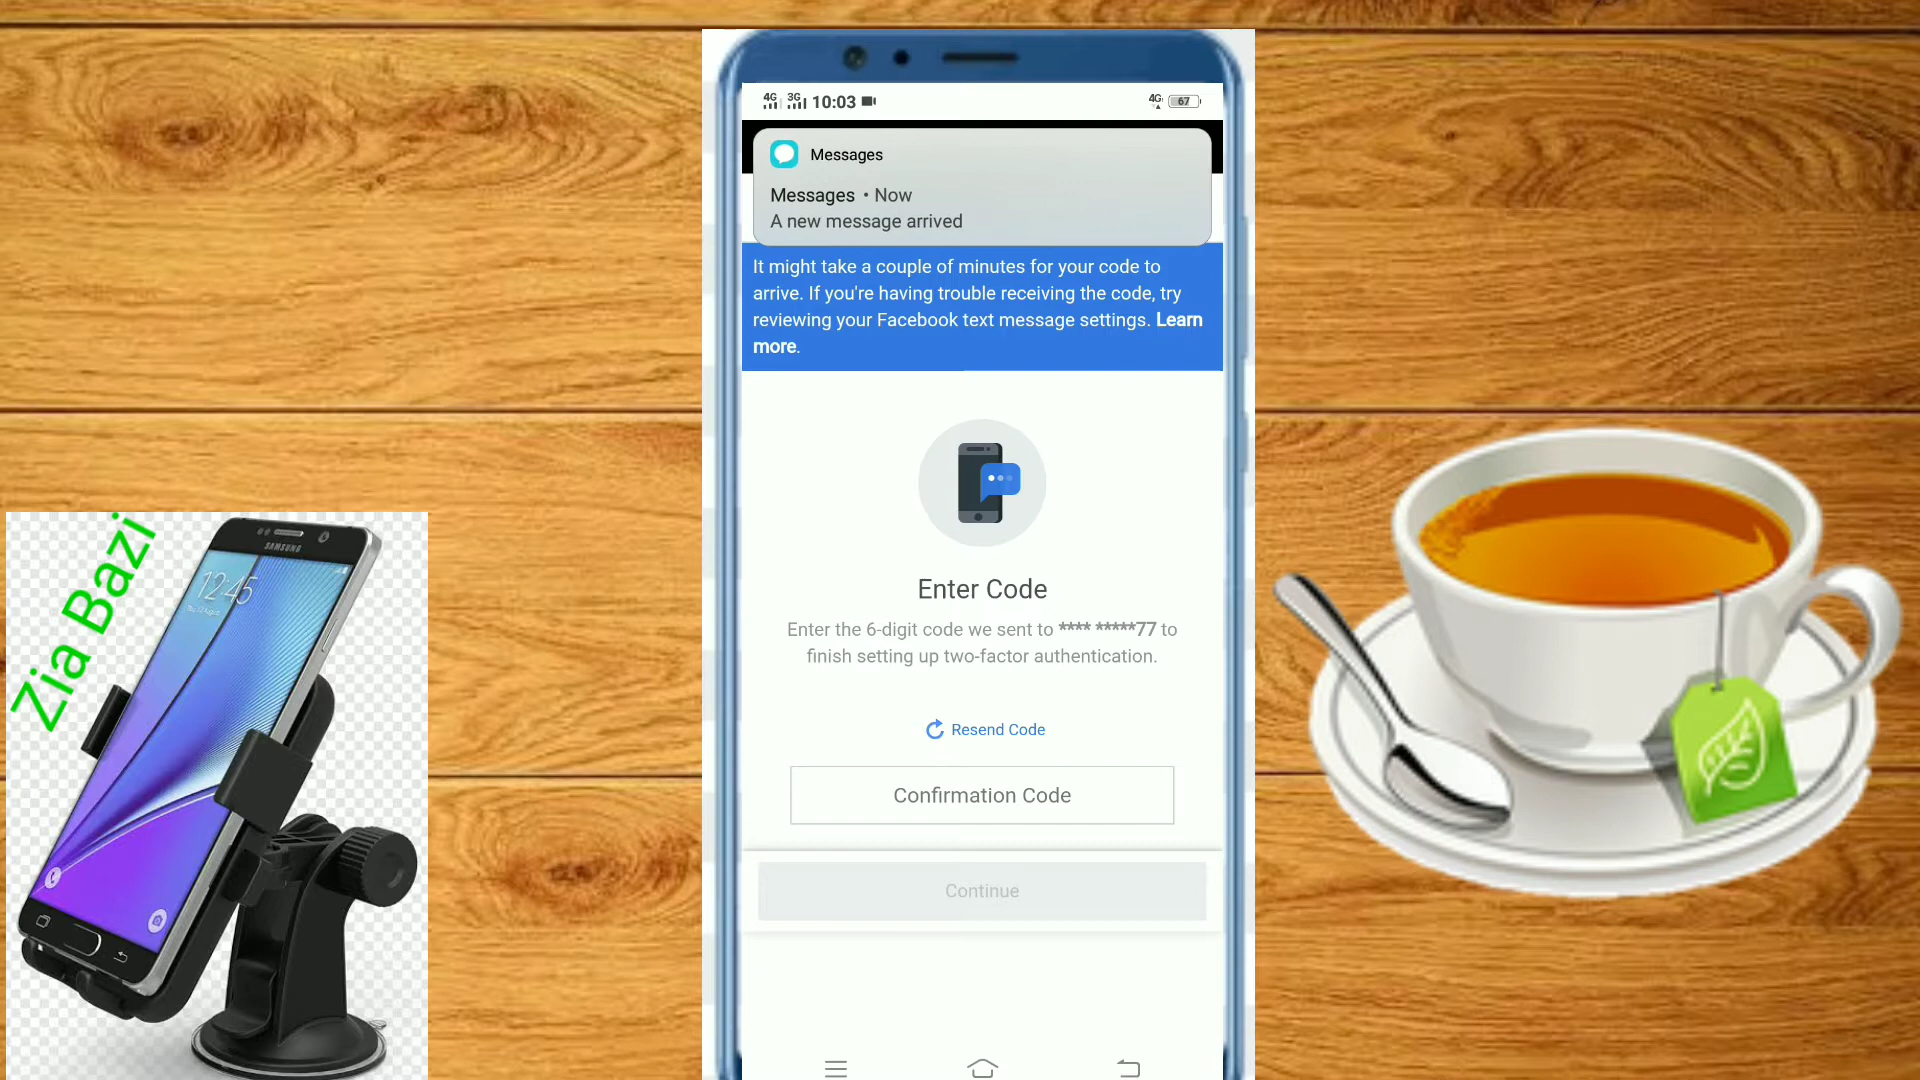 4G 3G 10:03
4G 67
Messages
Messages • Now
A new message arrived
It might take a couple of minutes for your code to
arrive. If you're having trouble receiving the code, try
reviewing your Facebook text message settings. Learn
more.
Enter Code
Enter the 6-digit code we sent to **** *****77 to
finish setting up two-factor authentication.
Resend Code
Confirmation Code
Continue
Zia Bazi
SAMSUNG
12:45